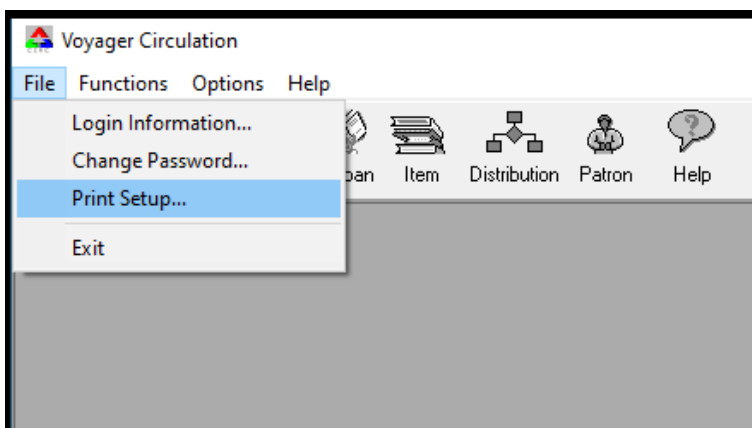 Voyager Circulation
File Functions Options Help
Login Information...
Change Password...
Print Setup...
Exit
Item Distribution Patron Help